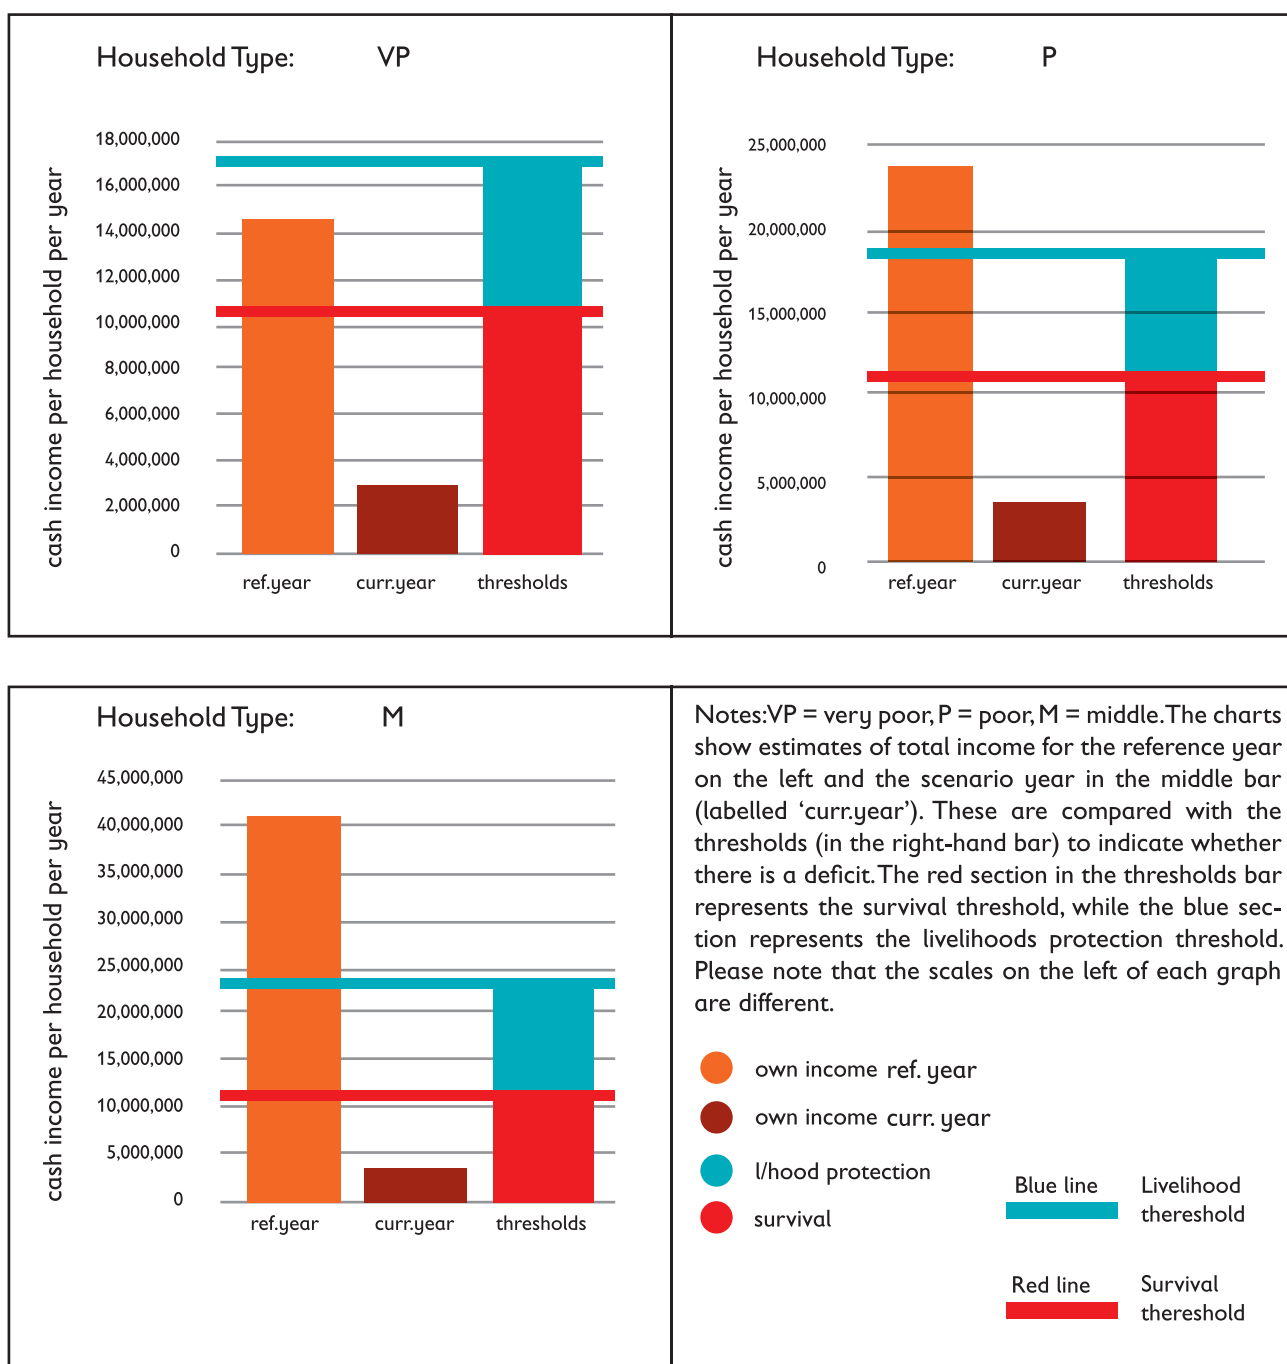 Household Type: VP
cash income per household per year
18,000,000
16,000,000
14,000,000
12,000,000
10,000,000
8,000,000
6,000,000
4,000,000
2,000,000
0
ref.year curr.year thresholds
Household Type: P
cash income per household per year
25,000,000
20,000,000
15,000,000
10,000,000
5,000,000
0
ref.year curr.year thresholds
Household Type: M
cash income per household per year
45,000,000
40,000,000
35,000,000
30,000,000
25,000,000
20,000,000
15,000,000
10,000,000
5,000,000
0
ref.year curr.year thresholds
Notes:VP = very poor, P = poor, M = middle. The charts
show estimates of total income for the reference year
on the left and the scenario year in the middle bar
(labelled ‘curr.year’). These are compared with the
thresholds (in the right-hand bar) to indicate whether
there is a deficit. The red section in the thresholds bar
represents the survival threshold, while the blue sec-
tion represents the livelihoods protection threshold.
Please note that the scales on the left of each graph
are different.
own income ref. year
own income curr. year
l/hood protection
survival
Blue line Livelihood
thereshold
Red line Survival
thereshold